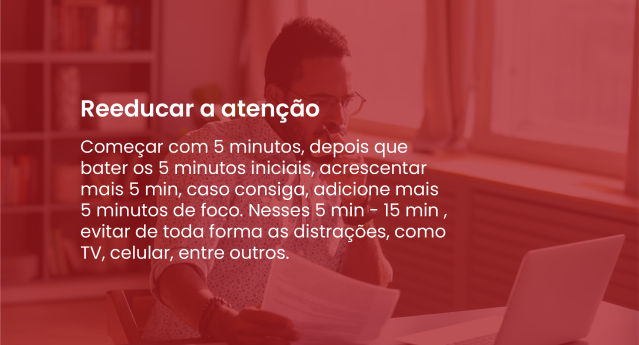 Reeducar a atenção
Começar com 5 minutos, depois que
bater os 5 minutos iniciais, acrescentar
mais 5 min, caso consiga, adicione mais
5 minutos de foco. Nesses 5 min - 15 min ,
evitar de toda forma as distrações, como
TV, celular, entre outros.